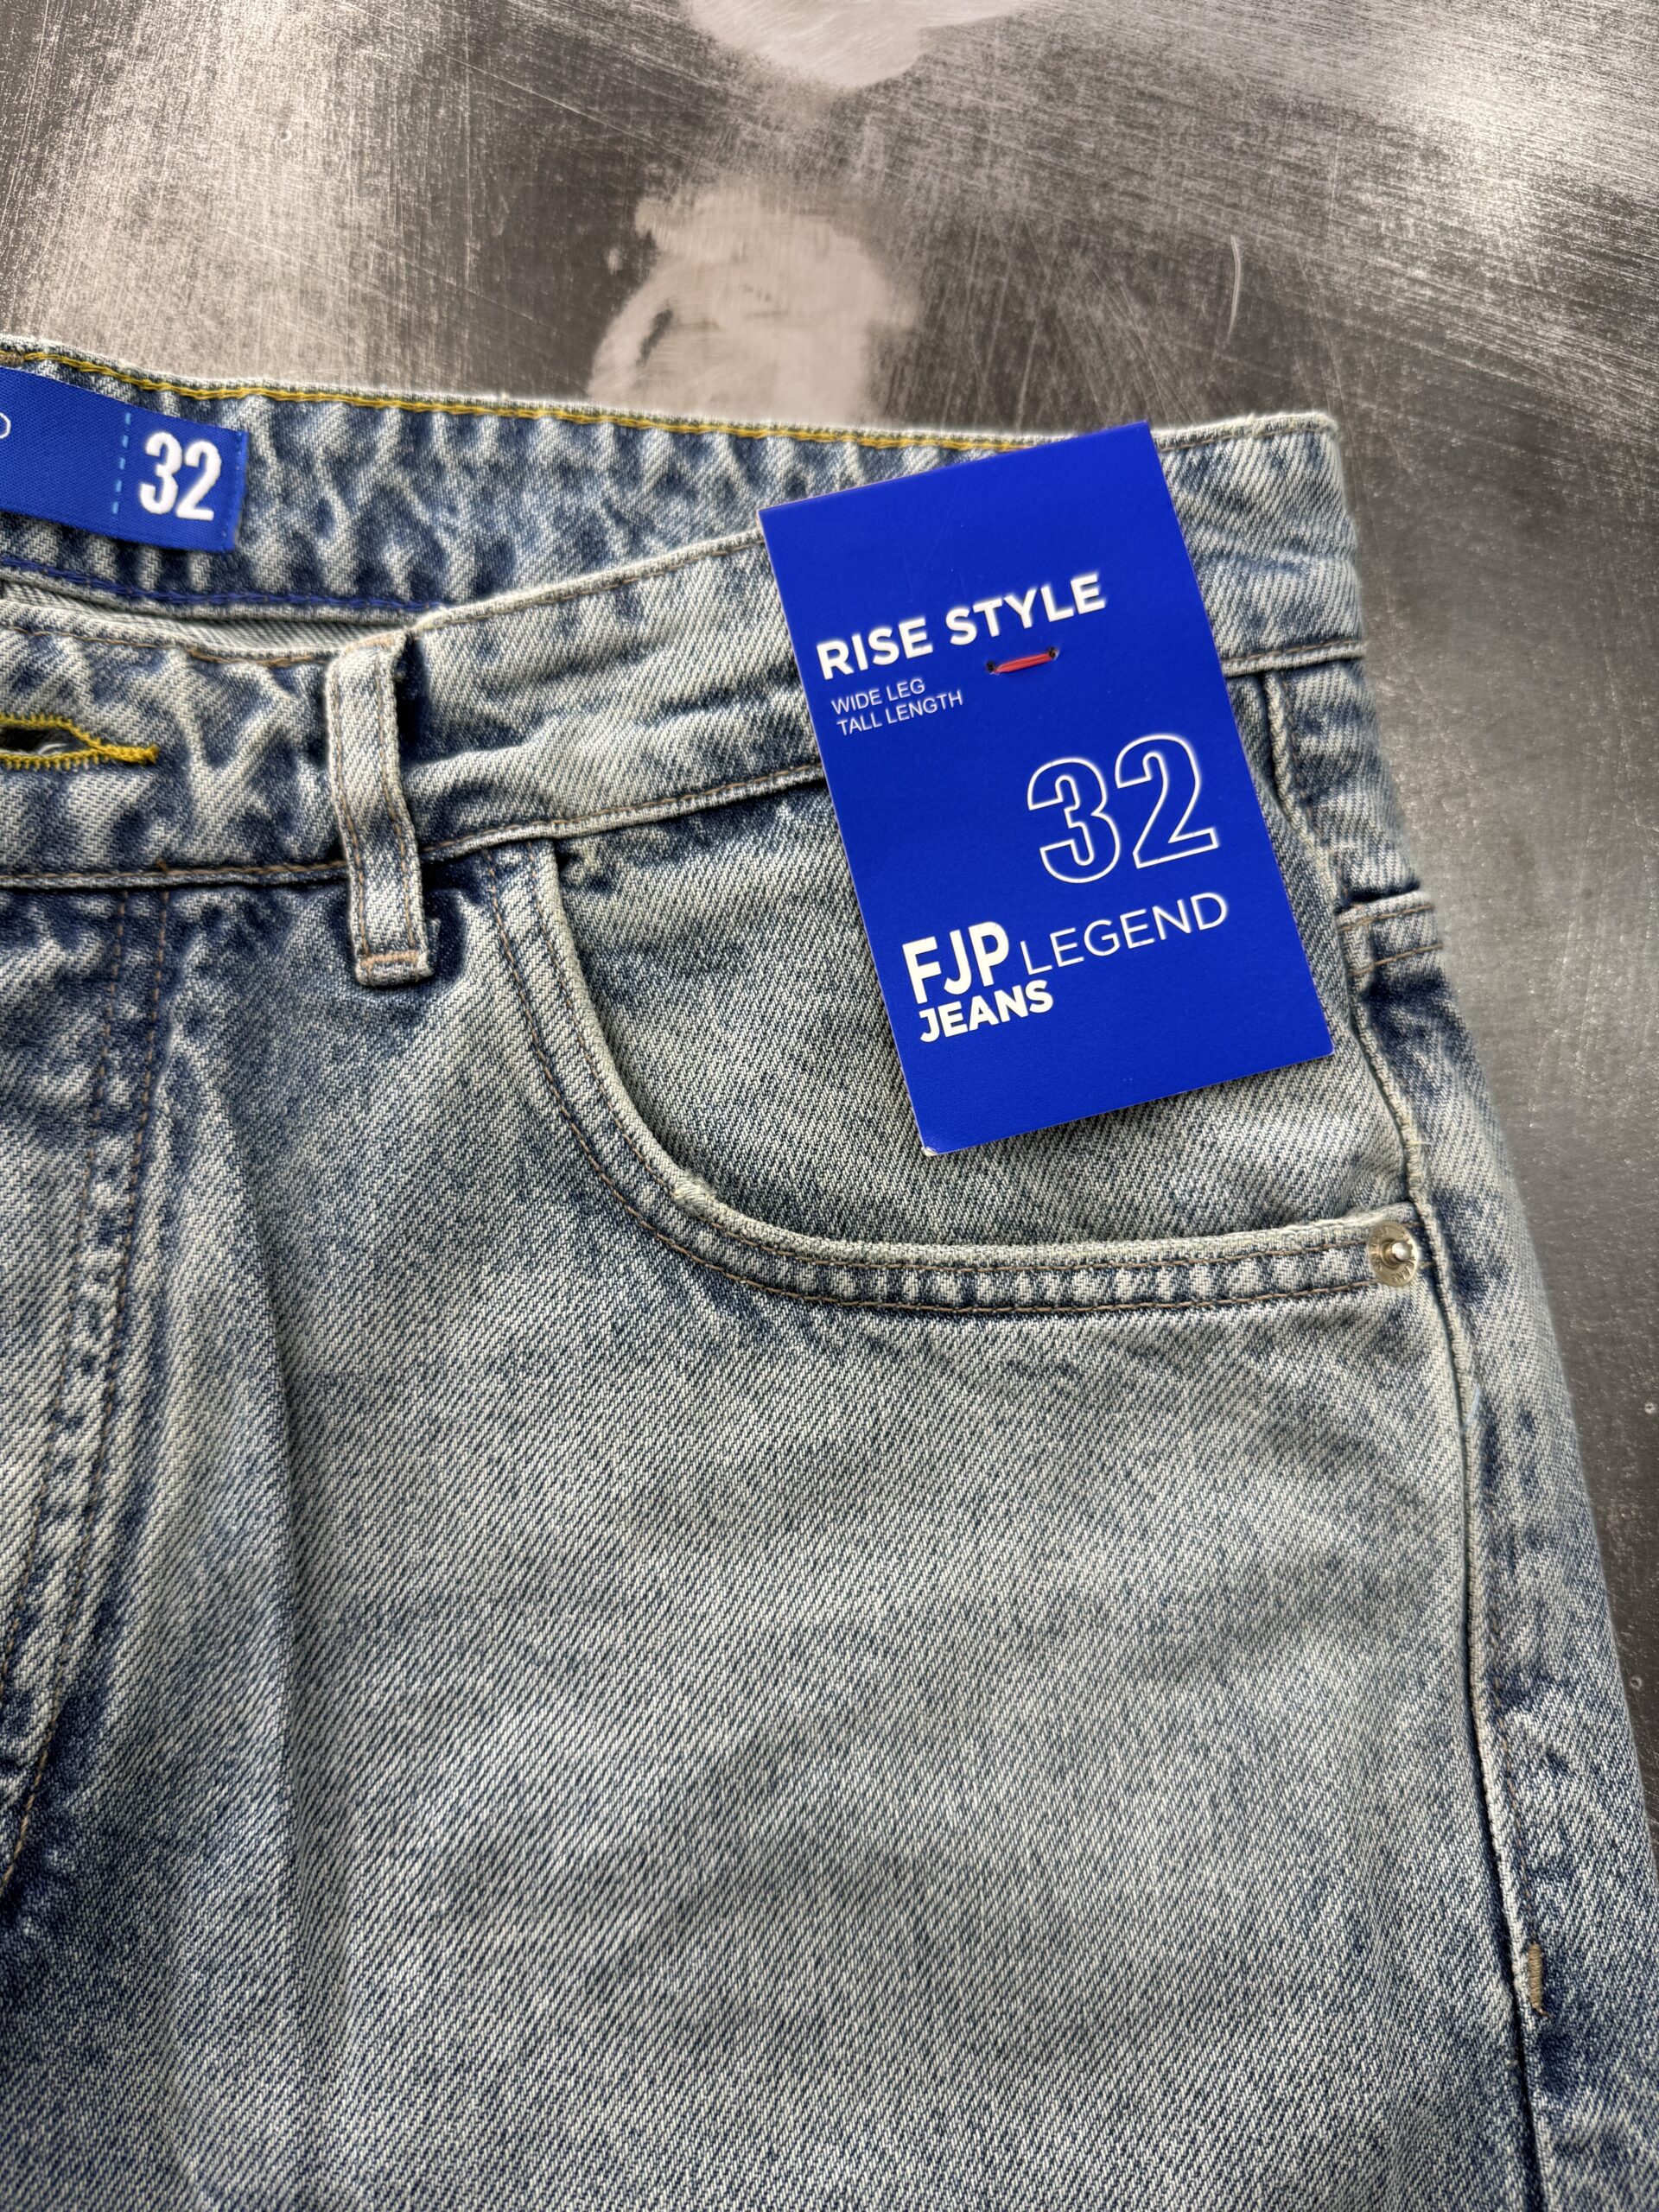 32
RISE STYLE
WIDE LEG
TALL LENGTH
32
FJP LEGEND
JEANS